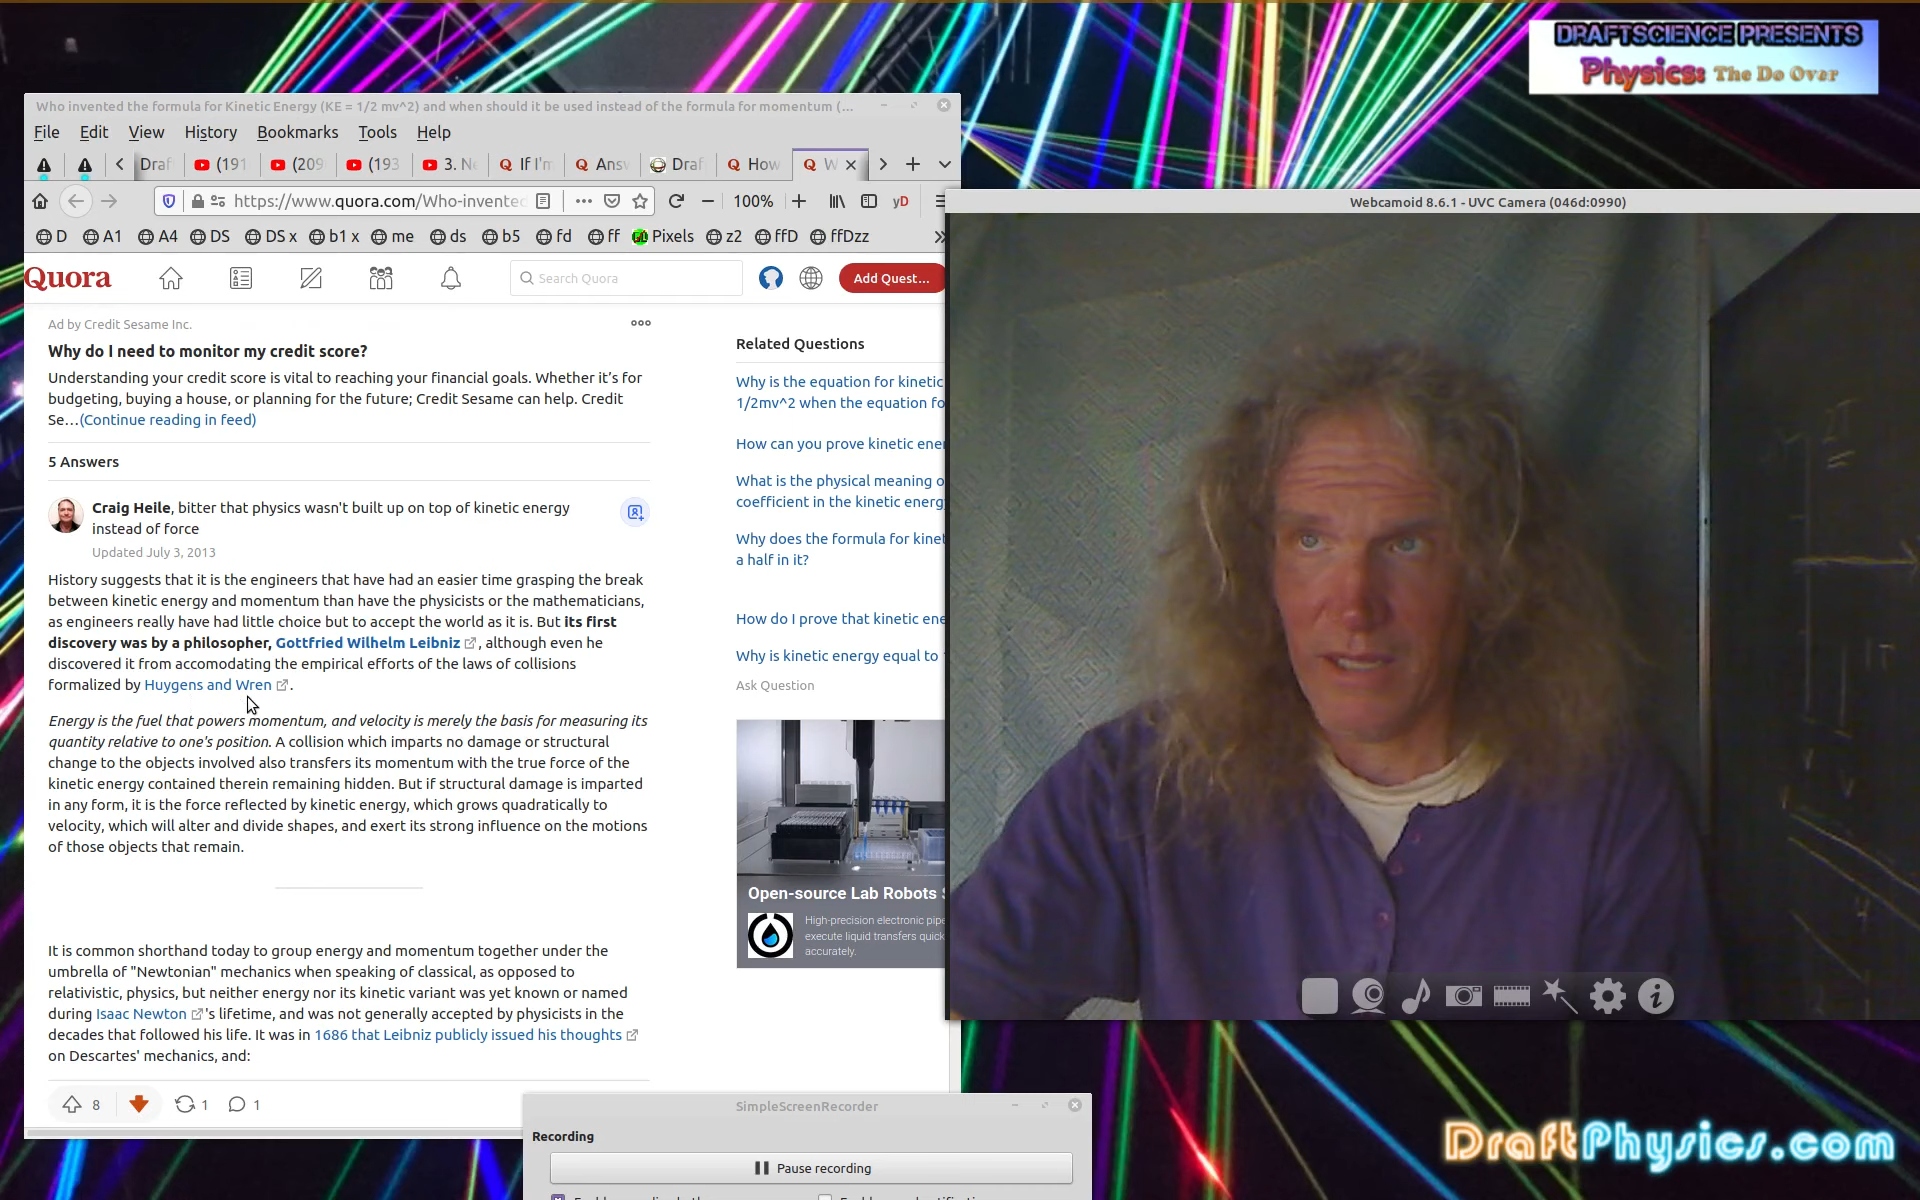 DRAFTSCIENCE PRESENTS
Physics: The Do Over
Who invented the formula for Kinetic Energy (KE = 1/2 mv^2) and when should it be used instead of the formula for momentum (...
File Edit View History Bookmarks Tools Help
Draf (191 (209 (193 3. Ne If I'm Answ Draf How W
https://www.quora.com/Who-invented 100% yD
D A1 A4 DS DS x b1 x me ds b5 fd ff Pixels z2 ffD ffDzz
Webcamoid 8.6.1 - UVC Camera (046d:0990)
Quora Search Quora Add Quest...
Ad by Credit Sesame Inc.
Why do I need to monitor my credit score?
Understanding your credit score is vital to reaching your financial goals. Whether it's for
budgeting, buying a house, or planning for the future; Credit Sesame can help. Credit
Se...(Continue reading in feed)
5 Answers
Craig Heile, bitter that physics wasn't built up on top of kinetic energy
instead of force
Updated July 3, 2013
History suggests that it is the engineers that have had an easier time grasping the break
between kinetic energy and momentum than have the physicists or the mathematicians,
as engineers really have had little choice but to accept the world as it is. But its first
discovery was by a philosopher, Gottfried Wilhelm Leibniz, although even he
discovered it from accomodating the empirical efforts of the laws of collisions
formalized by Huygens and Wren.
Energy is the fuel that powers momentum, and velocity is merely the basis for measuring its
quantity relative to one's position. A collision which imparts no damage or structural
change to the objects involved also transfers its momentum with the true force of the
kinetic energy contained therein remaining hidden. But if structural damage is imparted
in any form, it is the force reflected by kinetic energy, which grows quadratically to
velocity, which will alter and divide shapes, and exert its strong influence on the motions
of those objects that remain.
It is common shorthand today to group energy and momentum together under the
umbrella of "Newtonian" mechanics when speaking of classical, as opposed to
relativistic, physics, but neither energy nor its kinetic variant was yet known or named
during Isaac Newton's lifetime, and was not generally accepted by physicists in the
decades that followed his life. It was in 1686 that Leibniz publicly issued his thoughts
on Descartes' mechanics, and:
8 1 1
Related Questions
Why is the equation for kinetic
1/2mv^2 when the equation fo
How can you prove kinetic ener
What is the physical meaning o
coefficient in the kinetic energy
Why does the formula for kinet
a half in it?
How do I prove that kinetic ene
Why is kinetic energy equal to
Ask Question
Open-source Lab Robots
High-precision electronic pipe
execute liquid transfers quick
accurately.
SimpleScreenRecorder
Recording
Pause recording
DraftPhysics.com